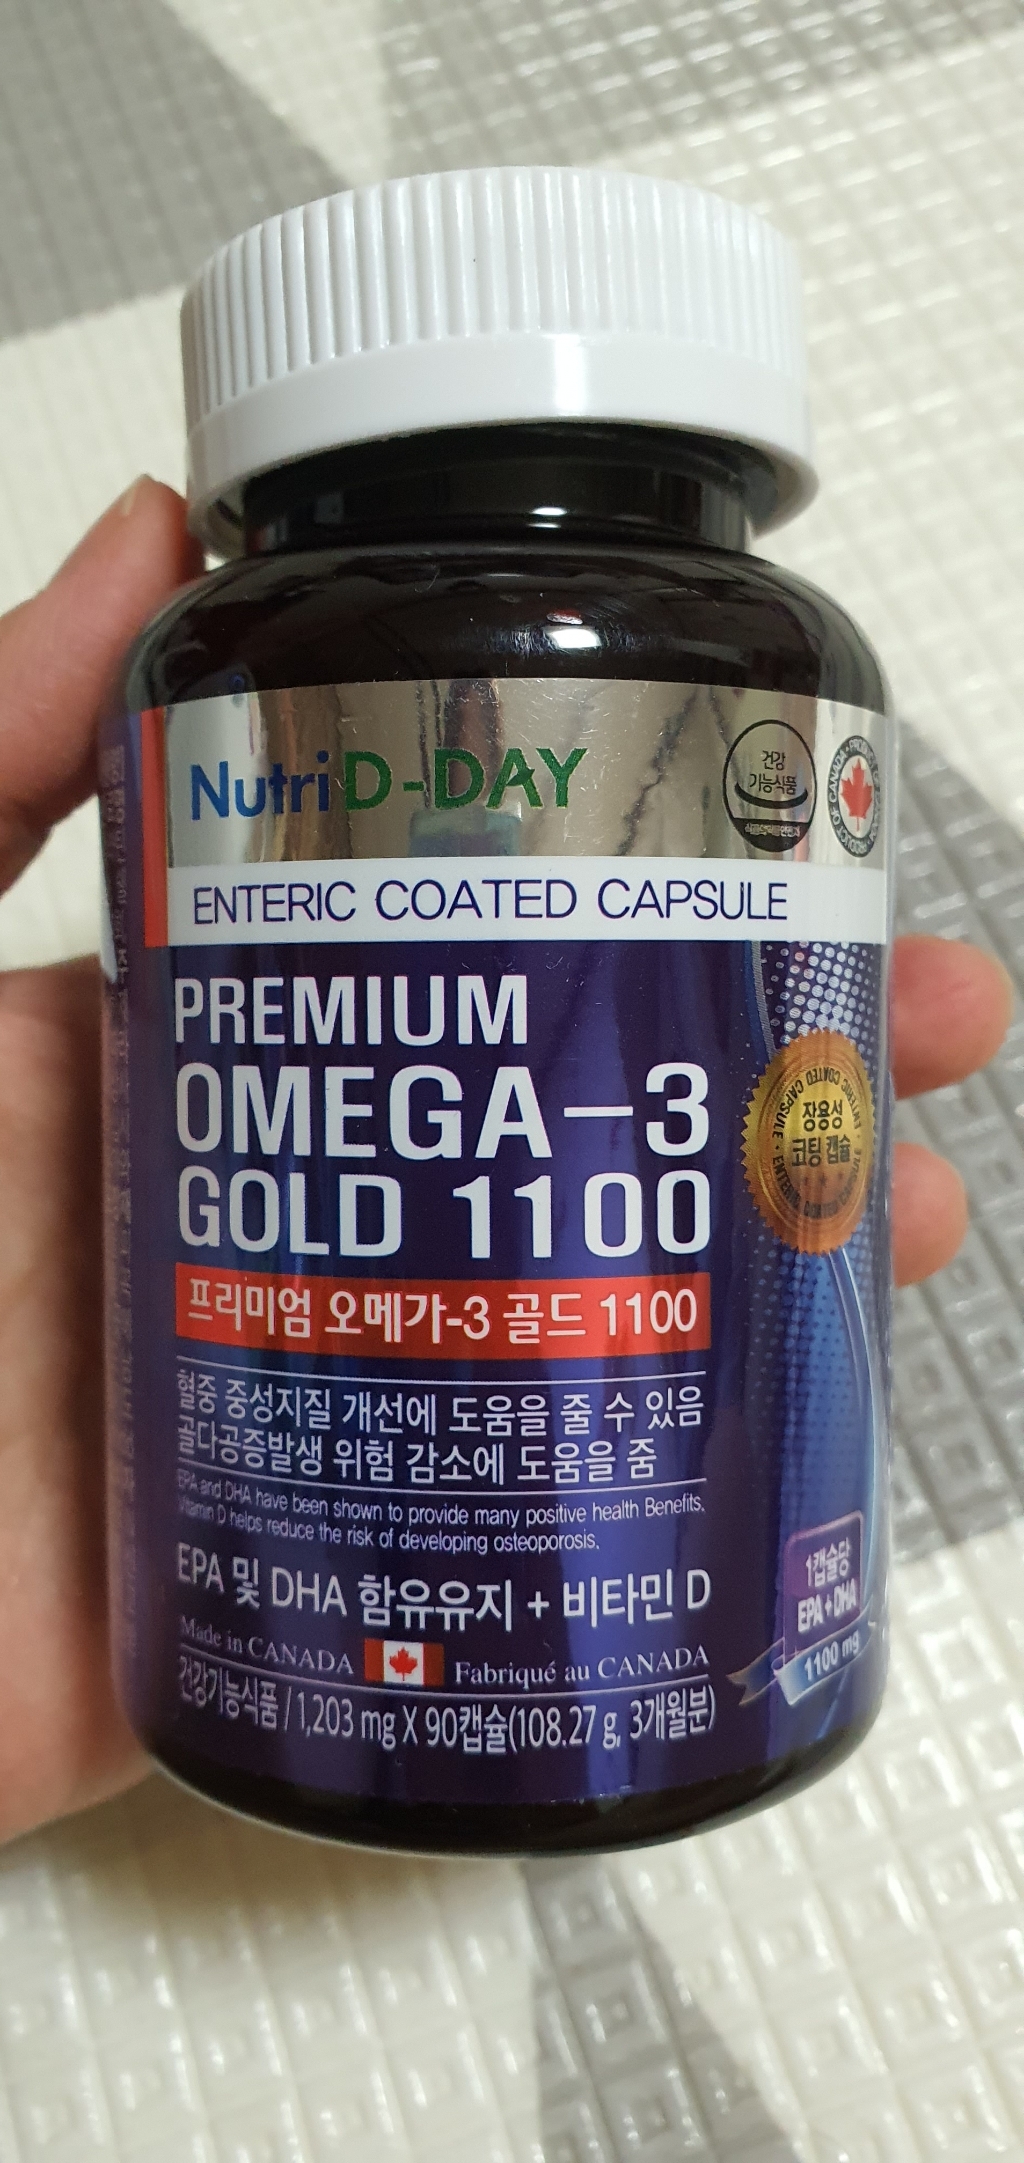 Nutri D-DAY
건강
기능식품
ENTERIC COATED CAPSULE
PREMIUM
OMEGA-3
GOLD 1100
ENTERIC COATED CAPSULE
장용성
코팅 캡슐
프리미엄 오메가-3 골드 1100
혈중 중성지질 개선에 도움을 줄 수 있음
골다공증발생 위험 감소에 도움을 줌
EPA and DHA have been shown to provide many positive health Benefits.
Vitamin D helps reduce the risk of developing osteoporosis.
EPA 및 DHA 함유유지 + 비타민 D
1캡슐당
EPA + DHA
1100 mg
Made in CANADA Fabriqué au CANADA
건강기능식품 / 1,203 mg X 90캡슐(108.27 g, 3개월분)